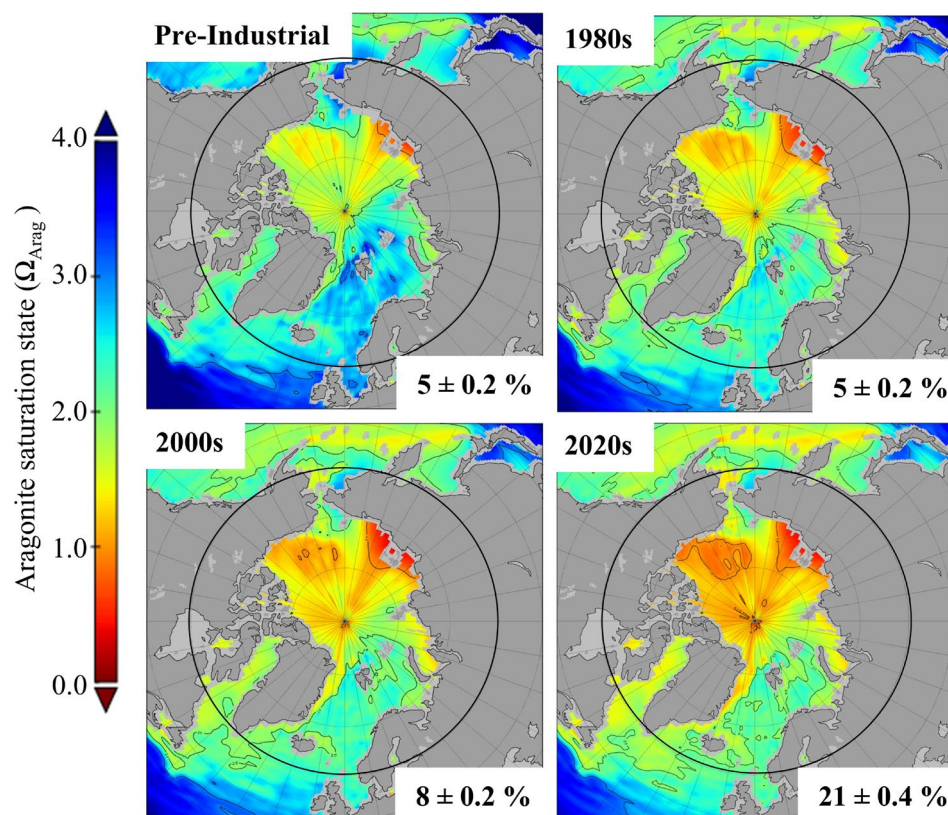 Pre-Industrial
1980s
4.0
3.0
2.0
1.0
0.0
Aragonite saturation state (Ω_Arag)
5 ± 0.2 %
5 ± 0.2 %
2000s
2020s
8 ± 0.2 %
21 ± 0.4 %